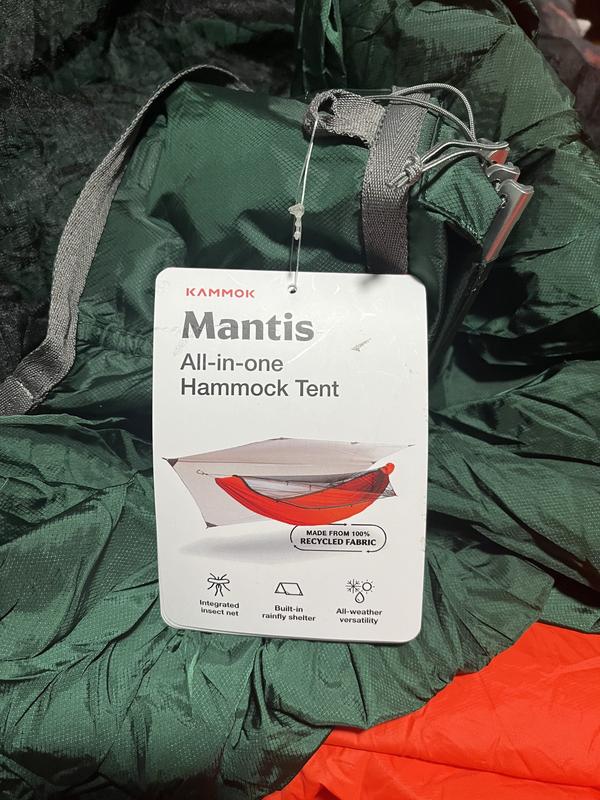 KAMMOK
Mantis
All-in-one
Hammock Tent
MADE FROM 100%
RECYCLED FABRIC
Integrated
insect net
Built-in
rainfly shelter
All-weather
versatility